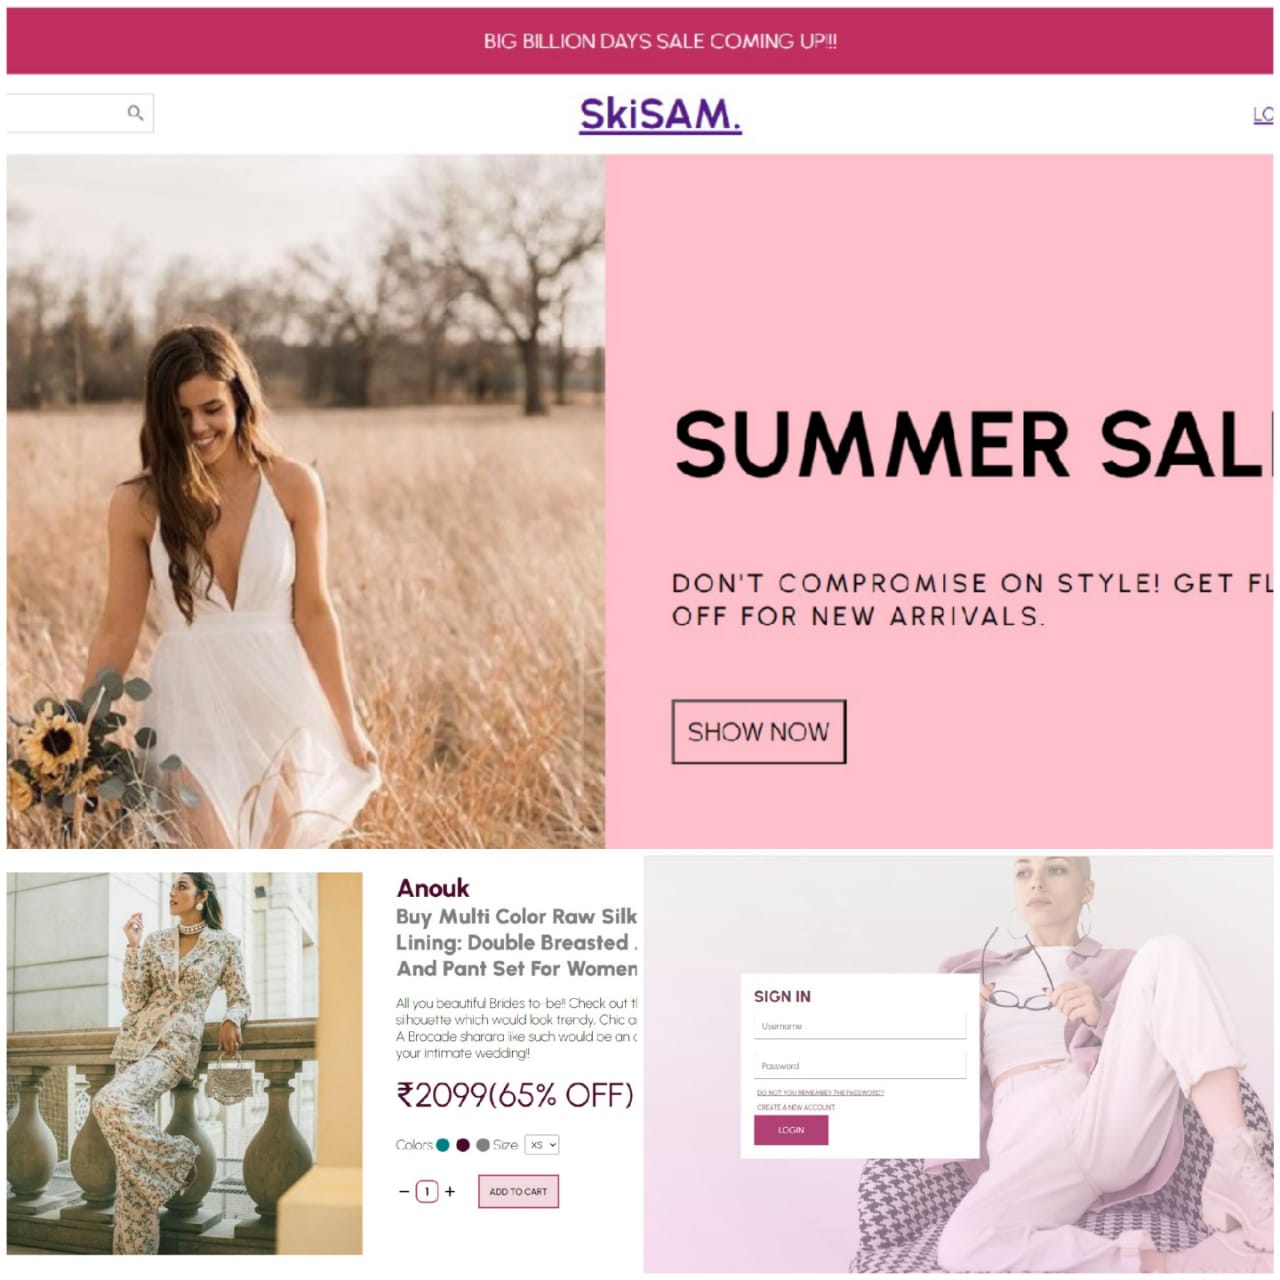 BIG BILLION DAYS SALE COMING UP!!!
SkiSAM.
LO
SUMMER SAL
DON'T COMPROMISE ON STYLE! GET FL
OFF FOR NEW ARRIVALS.
SHOW NOW
Anouk
Buy Multi Color Raw Silk
Lining: Double Breasted .
And Pant Set For Women
All you beautiful Brides to-be!! Check out t
silhouette which would look trendy, Chic a
A Brocade sharara like such would be an
your intimate wedding!!
₹2099(65% OFF)
Colors Size XS
− 1 + ADD TO CART
SIGN IN
Username
Password
DO NOT YOU REMEMBER THE PASSWORD?
CREATE A NEW ACCOUNT
LOGIN